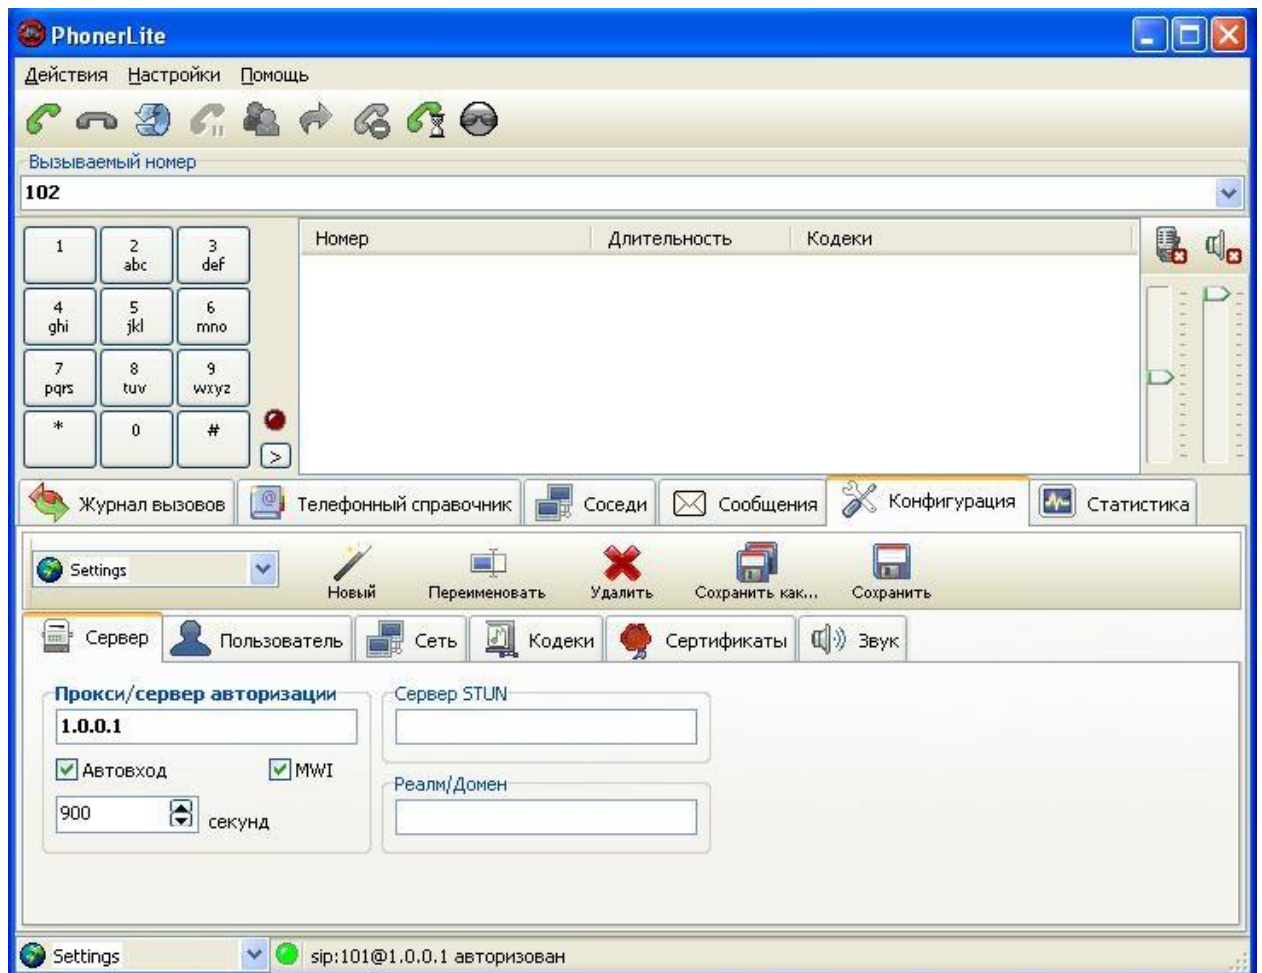 PhonerLite
Действия Настройки Помощь
Вызываемый номер
102
1 2 abc 3 def
4 ghi 5 jkl 6 mno
7 pqrs 8 tuv 9 wxyz
* 0 #
>
Номер Длительность Кодеки
Журнал вызовов Телефонный справочник Соседи Сообщения Конфигурация Статистика
Settings Новый Переименовать Удалить Сохранить как... Сохранить
Сервер Пользователь Сеть Кодеки Сертификаты Звук
Прокси/сервер авторизации Сервер STUN
1.0.0.1
Автовход MWI
Реалм/Домен
900 секунд
Settings sip:101@1.0.0.1 авторизован